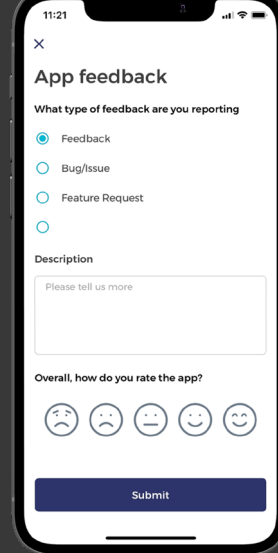 11:21
App feedback
What type of feedback are you reporting
Feedback
Bug/Issue
Feature Request
Description
Please tell us more
Overall, how do you rate the app?
Submit